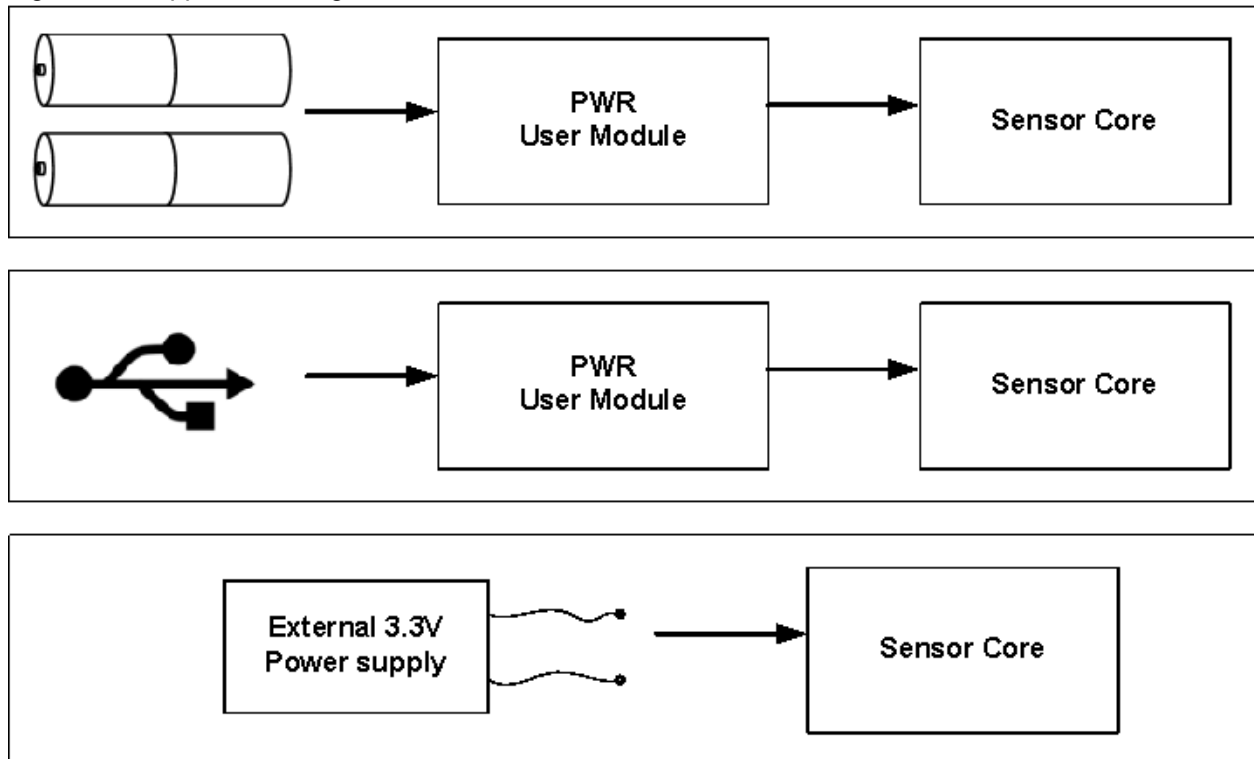 PWR
User Module
Sensor Core
PWR
User Module
Sensor Core
External 3.3V
Power supply
Sensor Core